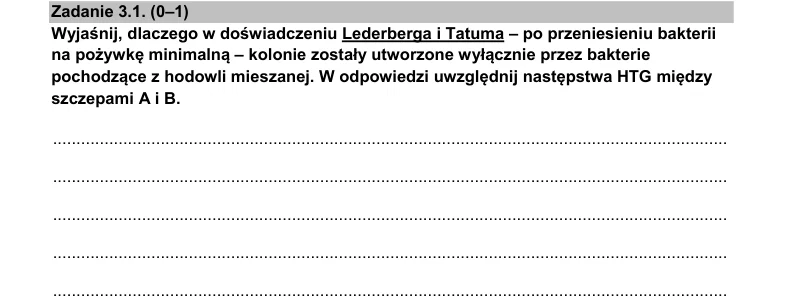 Zadanie 3.1. (0–1)
Wyjaśnij, dlaczego w doświadczeniu Lederberga i Tatuma – po przeniesieniu bakterii
na pożywkę minimalną – kolonie zostały utworzone wyłącznie przez bakterie
pochodzące z hodowli mieszanej. W odpowiedzi uwzględnij następstwa HTG między
szczepami A i B.